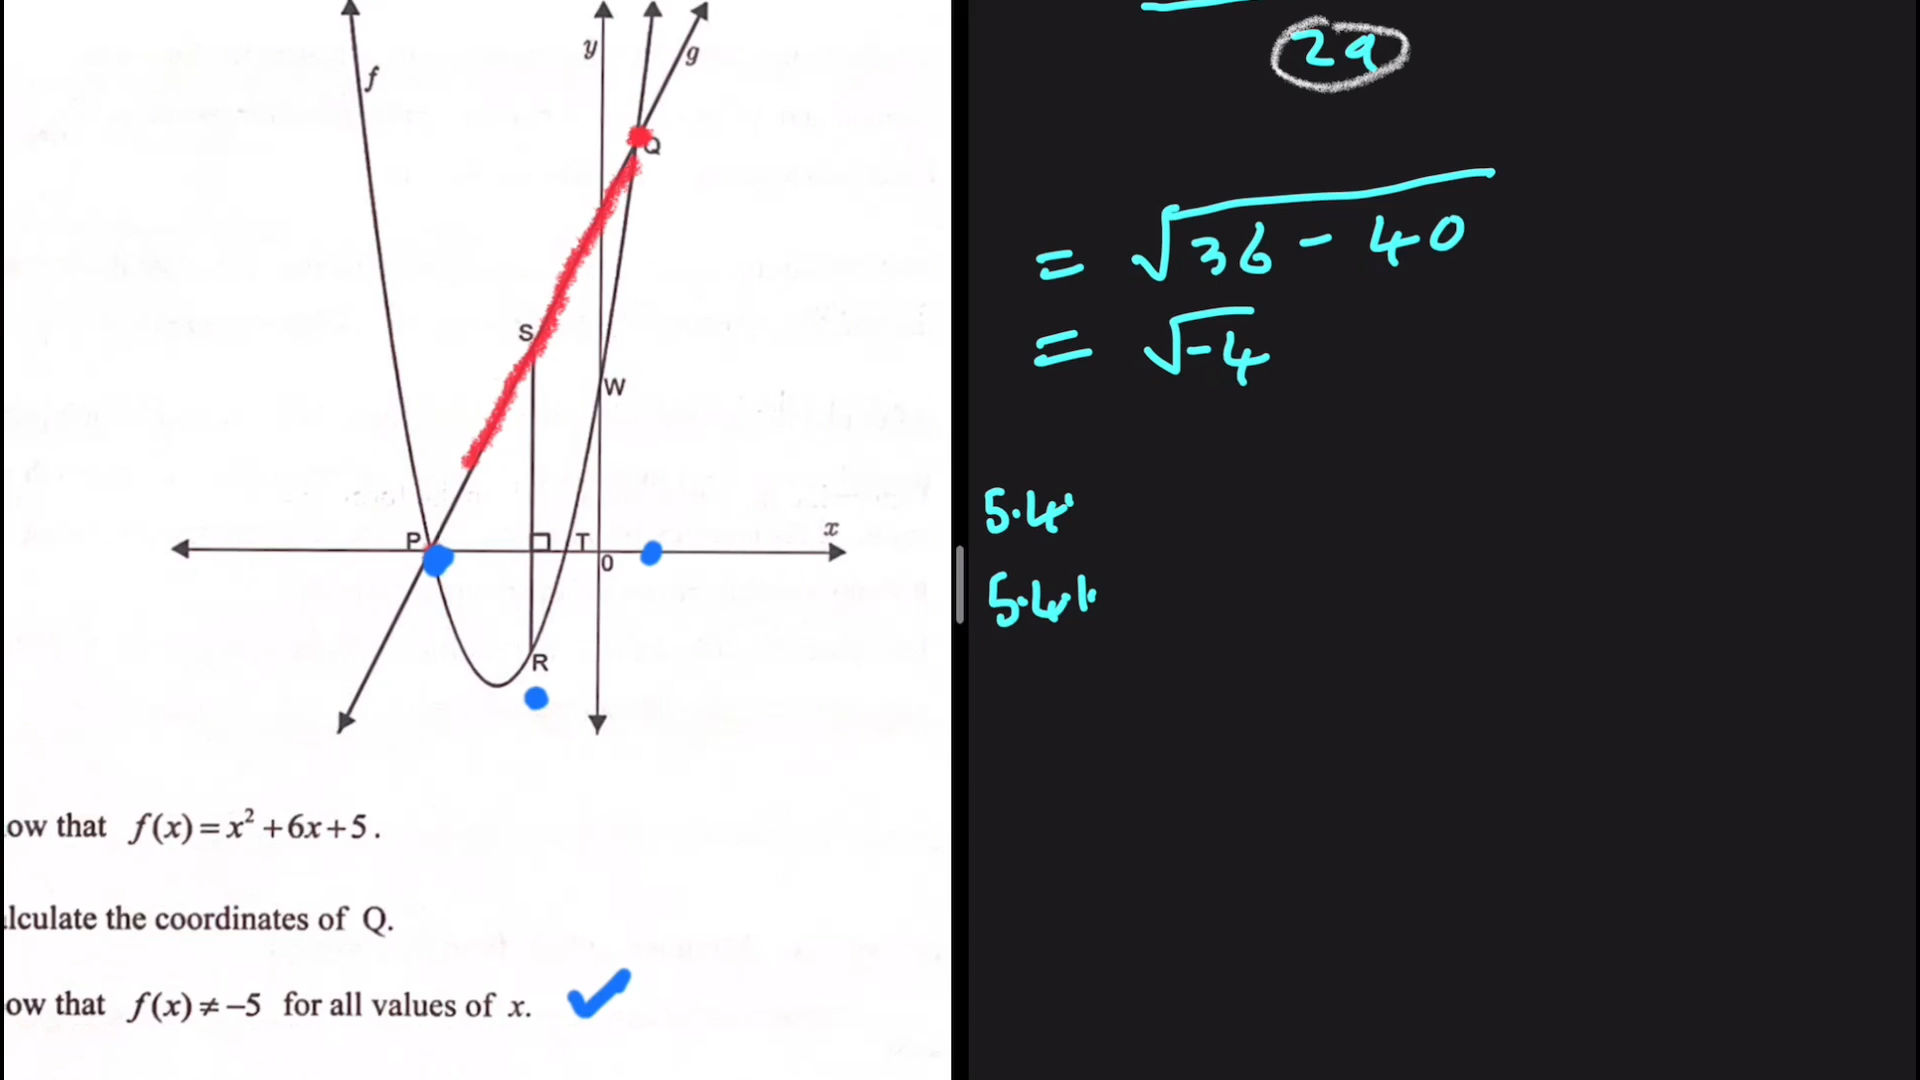 f
y
g
Q
S
W
P
T
x
0
R
ow that f(x)=x²+6x+5.
lculate the coordinates of Q.
ow that f(x)≠−5 for all values of x.
2a
= √36 - 40
= √-4
5.4
5.4.1